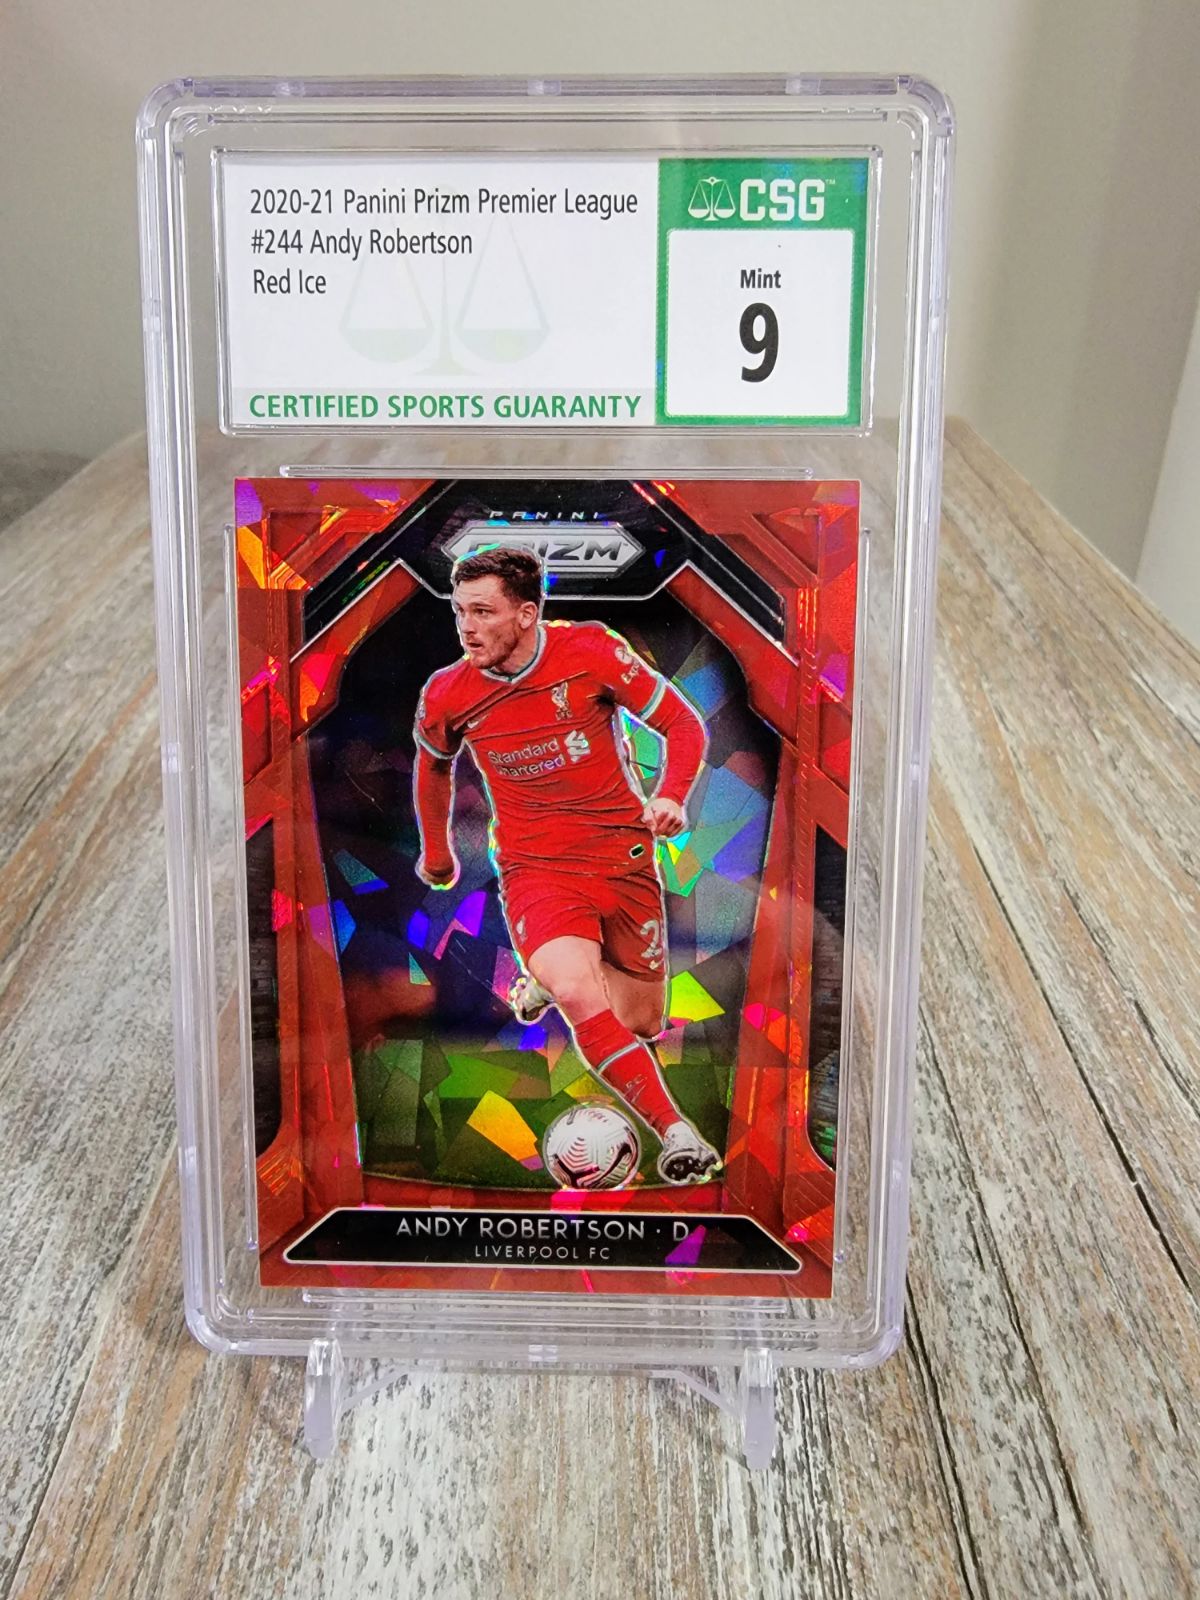 2020-21 Panini Prizm Premier League
#244 Andy Robertson
Red Ice
CERTIFIED SPORTS GUARANTY
CSG™
Mint
9
PANINI
PRIZM
Standard
Chartered
ANDY ROBERTSON · D
LIVERPOOL FC